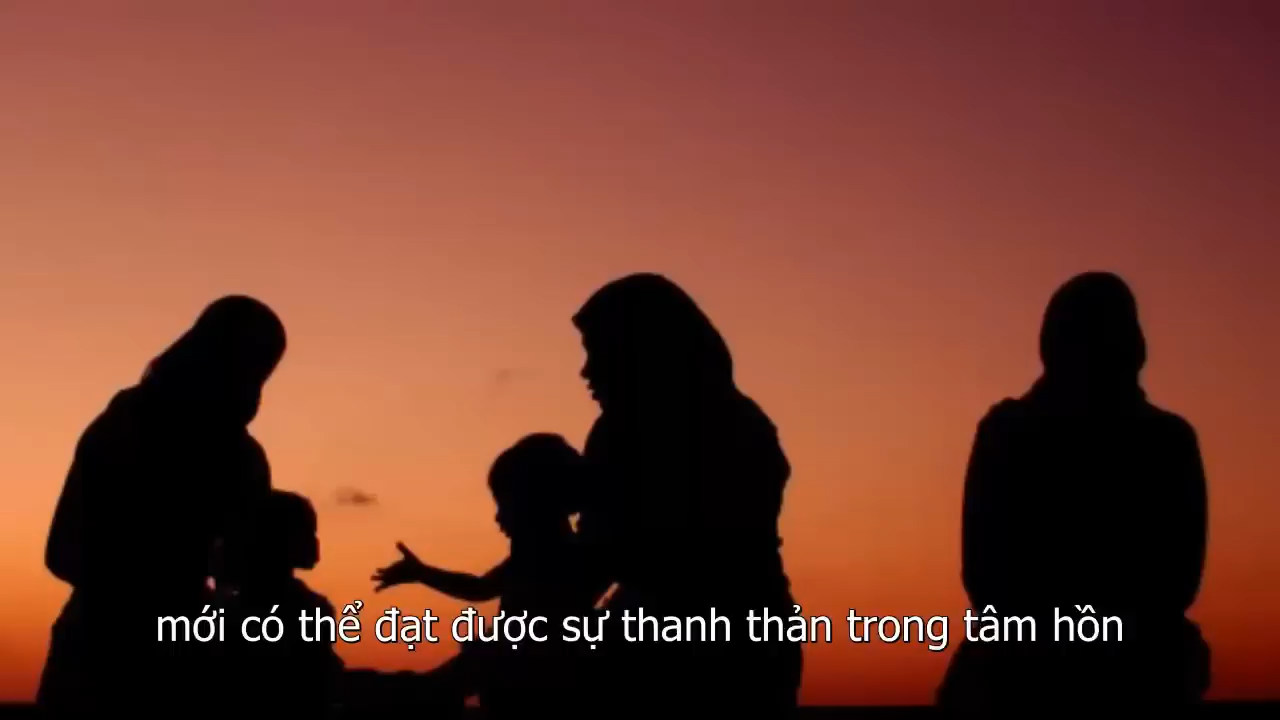 mới có thể đạt được sự thanh thản trong tâm hồn